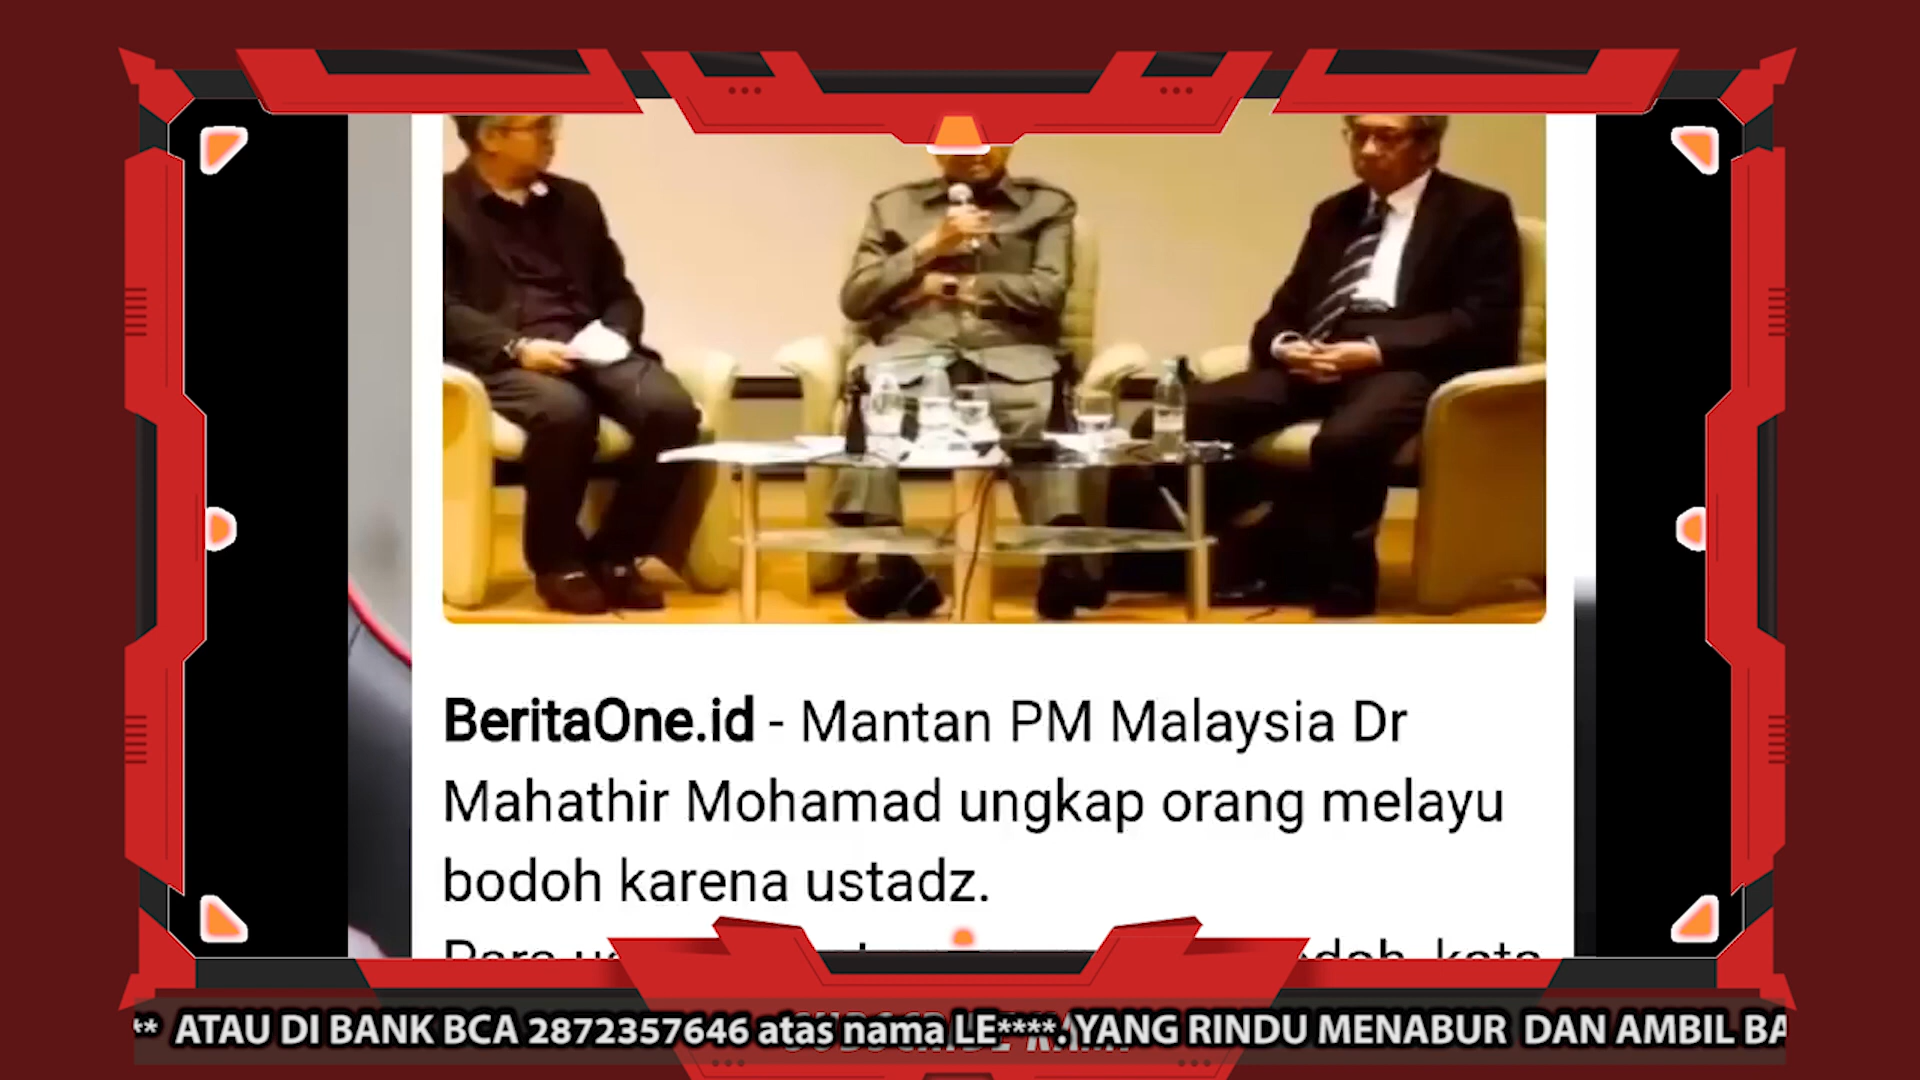 BeritaOne.id - Mantan PM Malaysia Dr
Mahathir Mohamad ungkap orang melayu
bodoh karena ustadz.
** ATAU DI BANK BCA 2872357646 atas nama LE****. YANG RINDU MENABUR DAN AMBIL BA